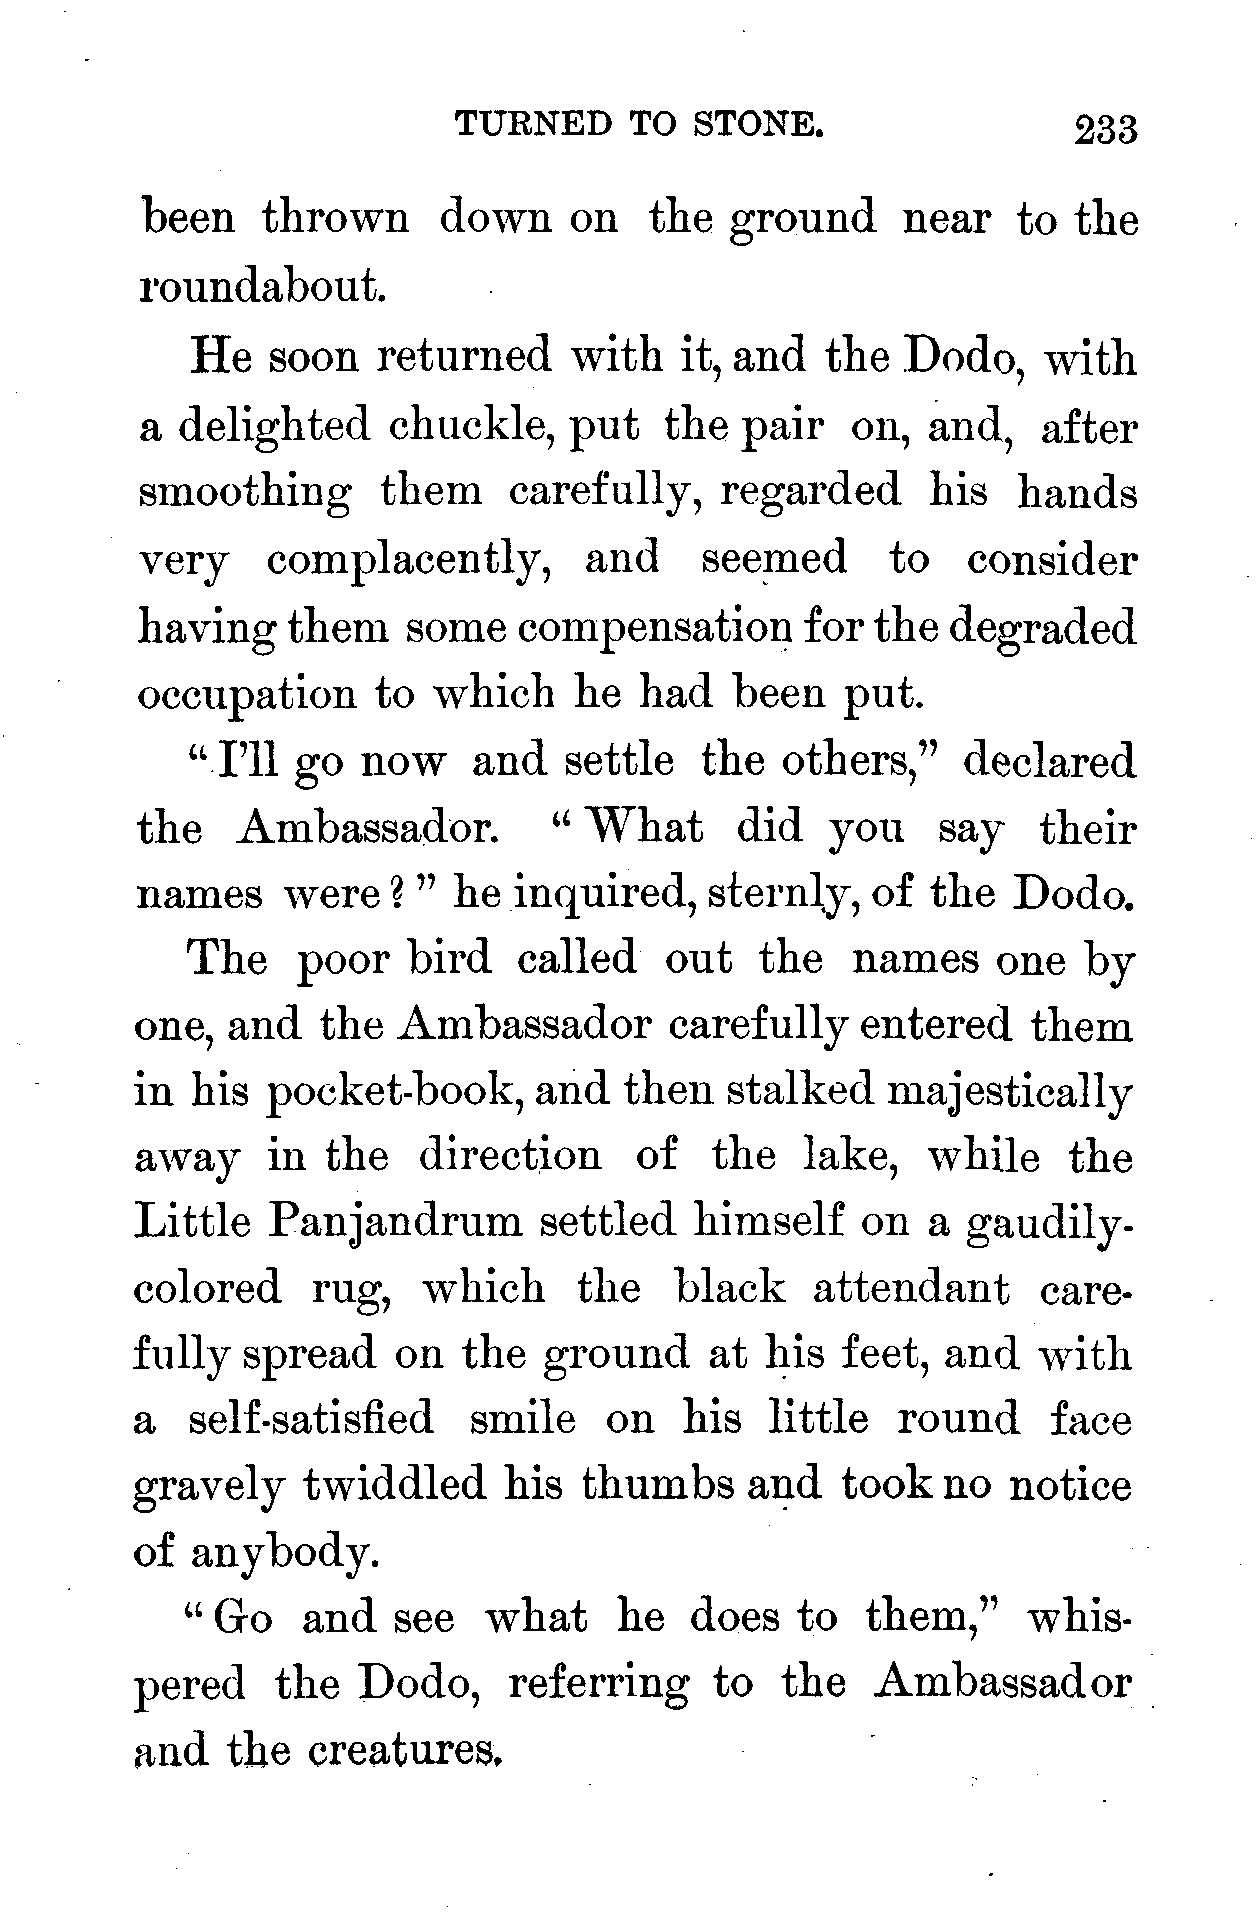 TURNED TO STONE. 233
been thrown down on the ground near to the
roundabout.
He soon returned with it, and the Dodo, with
a delighted chuckle, put the pair on, and, after
smoothing them carefully, regarded his hands
very complacently, and seemed to consider
having them some compensation for the degraded
occupation to which he had been put.
“I’ll go now and settle the others,” declared
the Ambassador. “What did you say their
names were?” he inquired, sternly, of the Dodo.
The poor bird called out the names one by
one, and the Ambassador carefully entered them
in his pocket-book, and then stalked majestically
away in the direction of the lake, while the
Little Panjandrum settled himself on a gaudily-
colored rug, which the black attendant care-
fully spread on the ground at his feet, and with
a self-satisfied smile on his little round face
gravely twiddled his thumbs and took no notice
of anybody.
“Go and see what he does to them,” whis-
pered the Dodo, referring to the Ambassador
and the creatures.